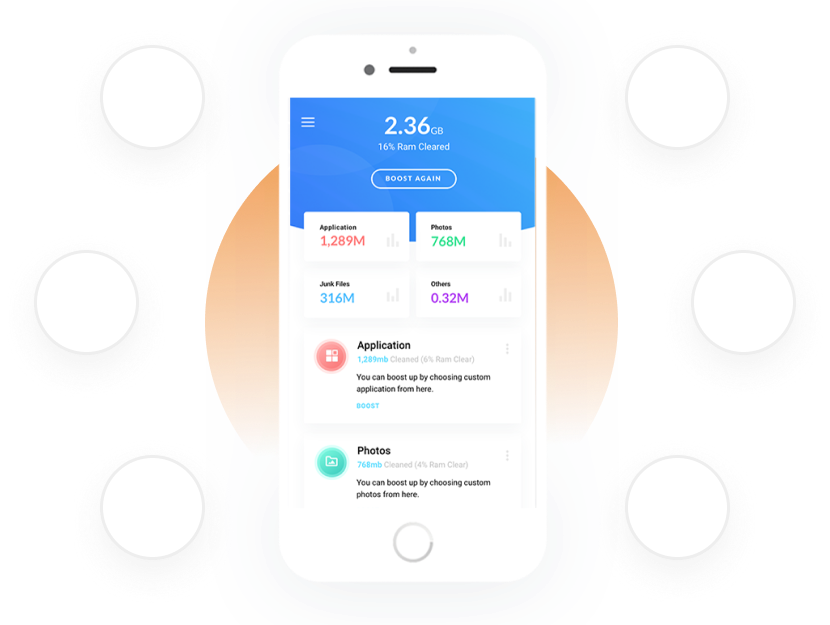 2.36GB
16% Ram Cleared
BOOST AGAIN
Application
1,289M
Photos
768M
Junk Files
316M
Others
0.32M
Application
1,289mb Cleaned (6% Ram Clear)
You can boost up by choosing custom
application from here.
BOOST
Photos
768mb Cleaned (4% Ram Clear)
You can boost up by choosing custom
photos from here.